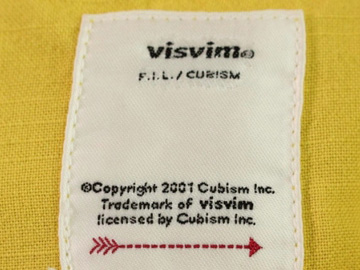 visvim®
F.I.L./CUBISM
©Copyright 2001 Cubism Inc.
Trademark of visvim
licensed by Cubism Inc.